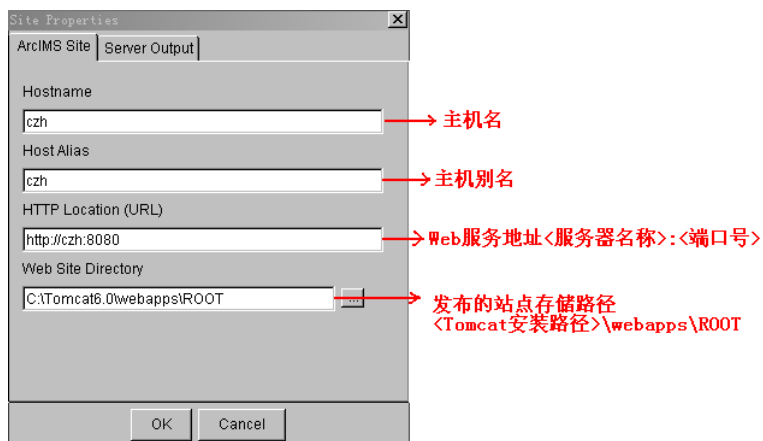 Site Properties
ArcIMS Site
Server Output
Hostname
czh
主机名
Host Alias
czh
主机别名
HTTP Location (URL)
http://czh:8080
Web服务地址<服务器名称>:<端口号>
Web Site Directory
C:\Tomcat6.0\webapps\ROOT
...
发布的站点存储路径
<Tomcat安装路径>\webapps\ROOT
OK
Cancel